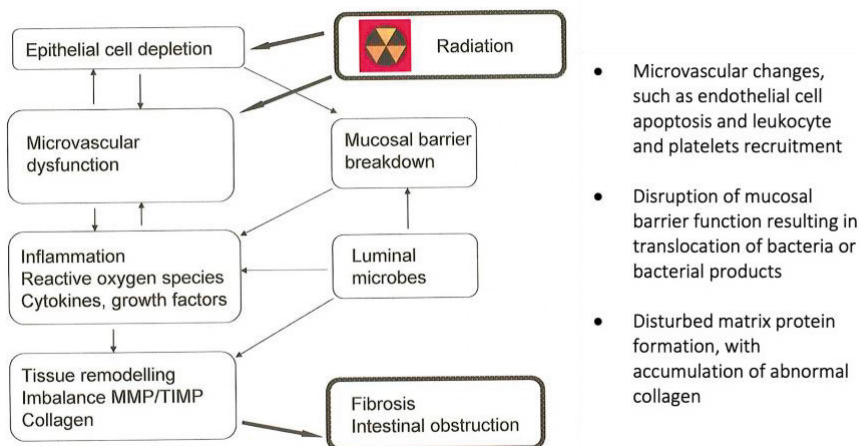 Epithelial cell depletion
Radiation
Microvascular
dysfunction
Mucosal barrier
breakdown
Inflammation
Reactive oxygen species
Cytokines, growth factors
Luminal
microbes
Tissue remodelling
Imbalance MMP/TIMP
Collagen
Fibrosis
Intestinal obstruction
• Microvascular changes,
such as endothelial cell
apoptosis and leukocyte
and platelets recruitment
• Disruption of mucosal
barrier function resulting in
translocation of bacteria or
bacterial products
• Disturbed matrix protein
formation, with
accumulation of abnormal
collagen